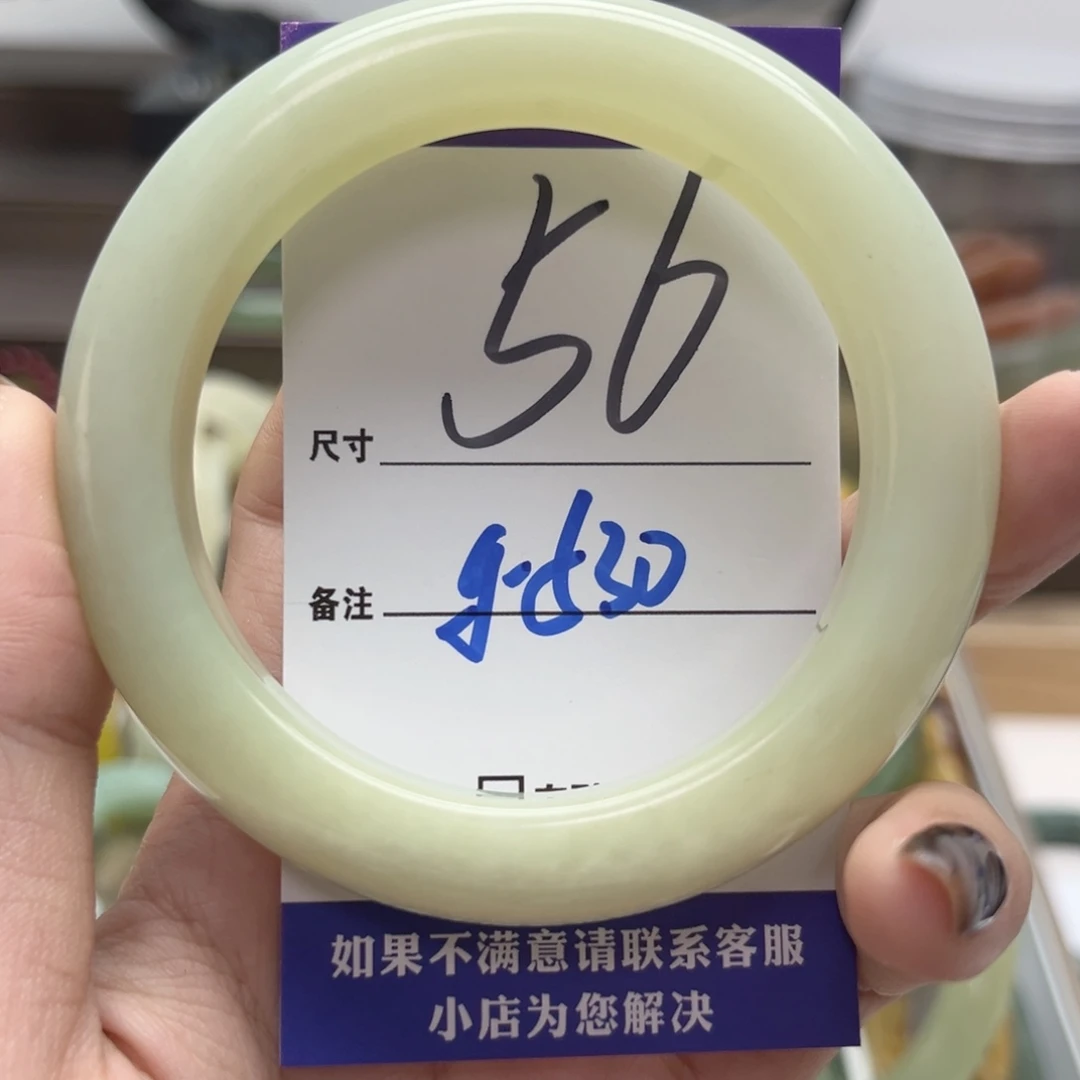 尺寸 56
备注
如果不满意请联系客服
小店为您解决